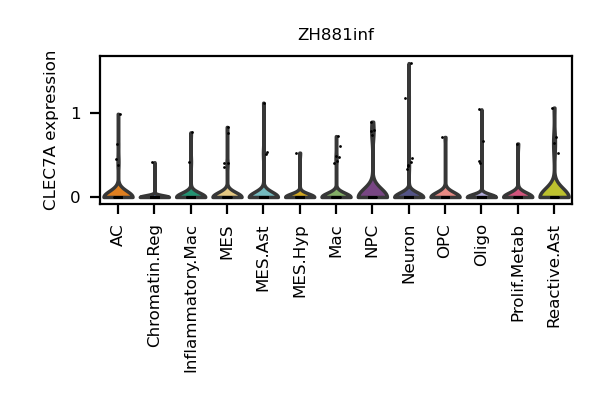 ZH881inf
CLEC7A expression
1
0
AC
Chromatin.Reg
Inflammatory.Mac
MES
MES.Ast
MES.Hyp
Mac
NPC
Neuron
OPC
Oligo
Prolif.Metab
Reactive.Ast